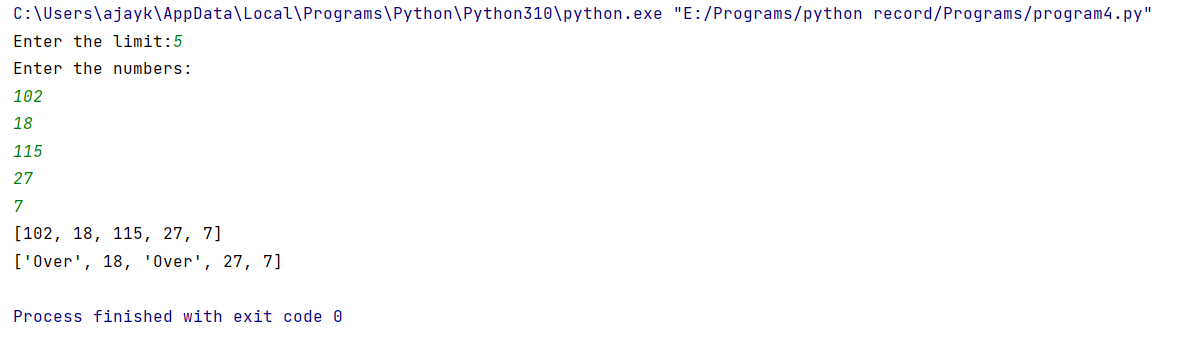 C:\Users\ajayk\AppData\Local\Programs\Python\Python310\python.exe "E:/Programs/python record/Programs/program4.py"
Enter the limit:5
Enter the numbers:
102
18
115
27
7
[102, 18, 115, 27, 7]
['Over', 18, 'Over', 27, 7]
Process finished with exit code 0